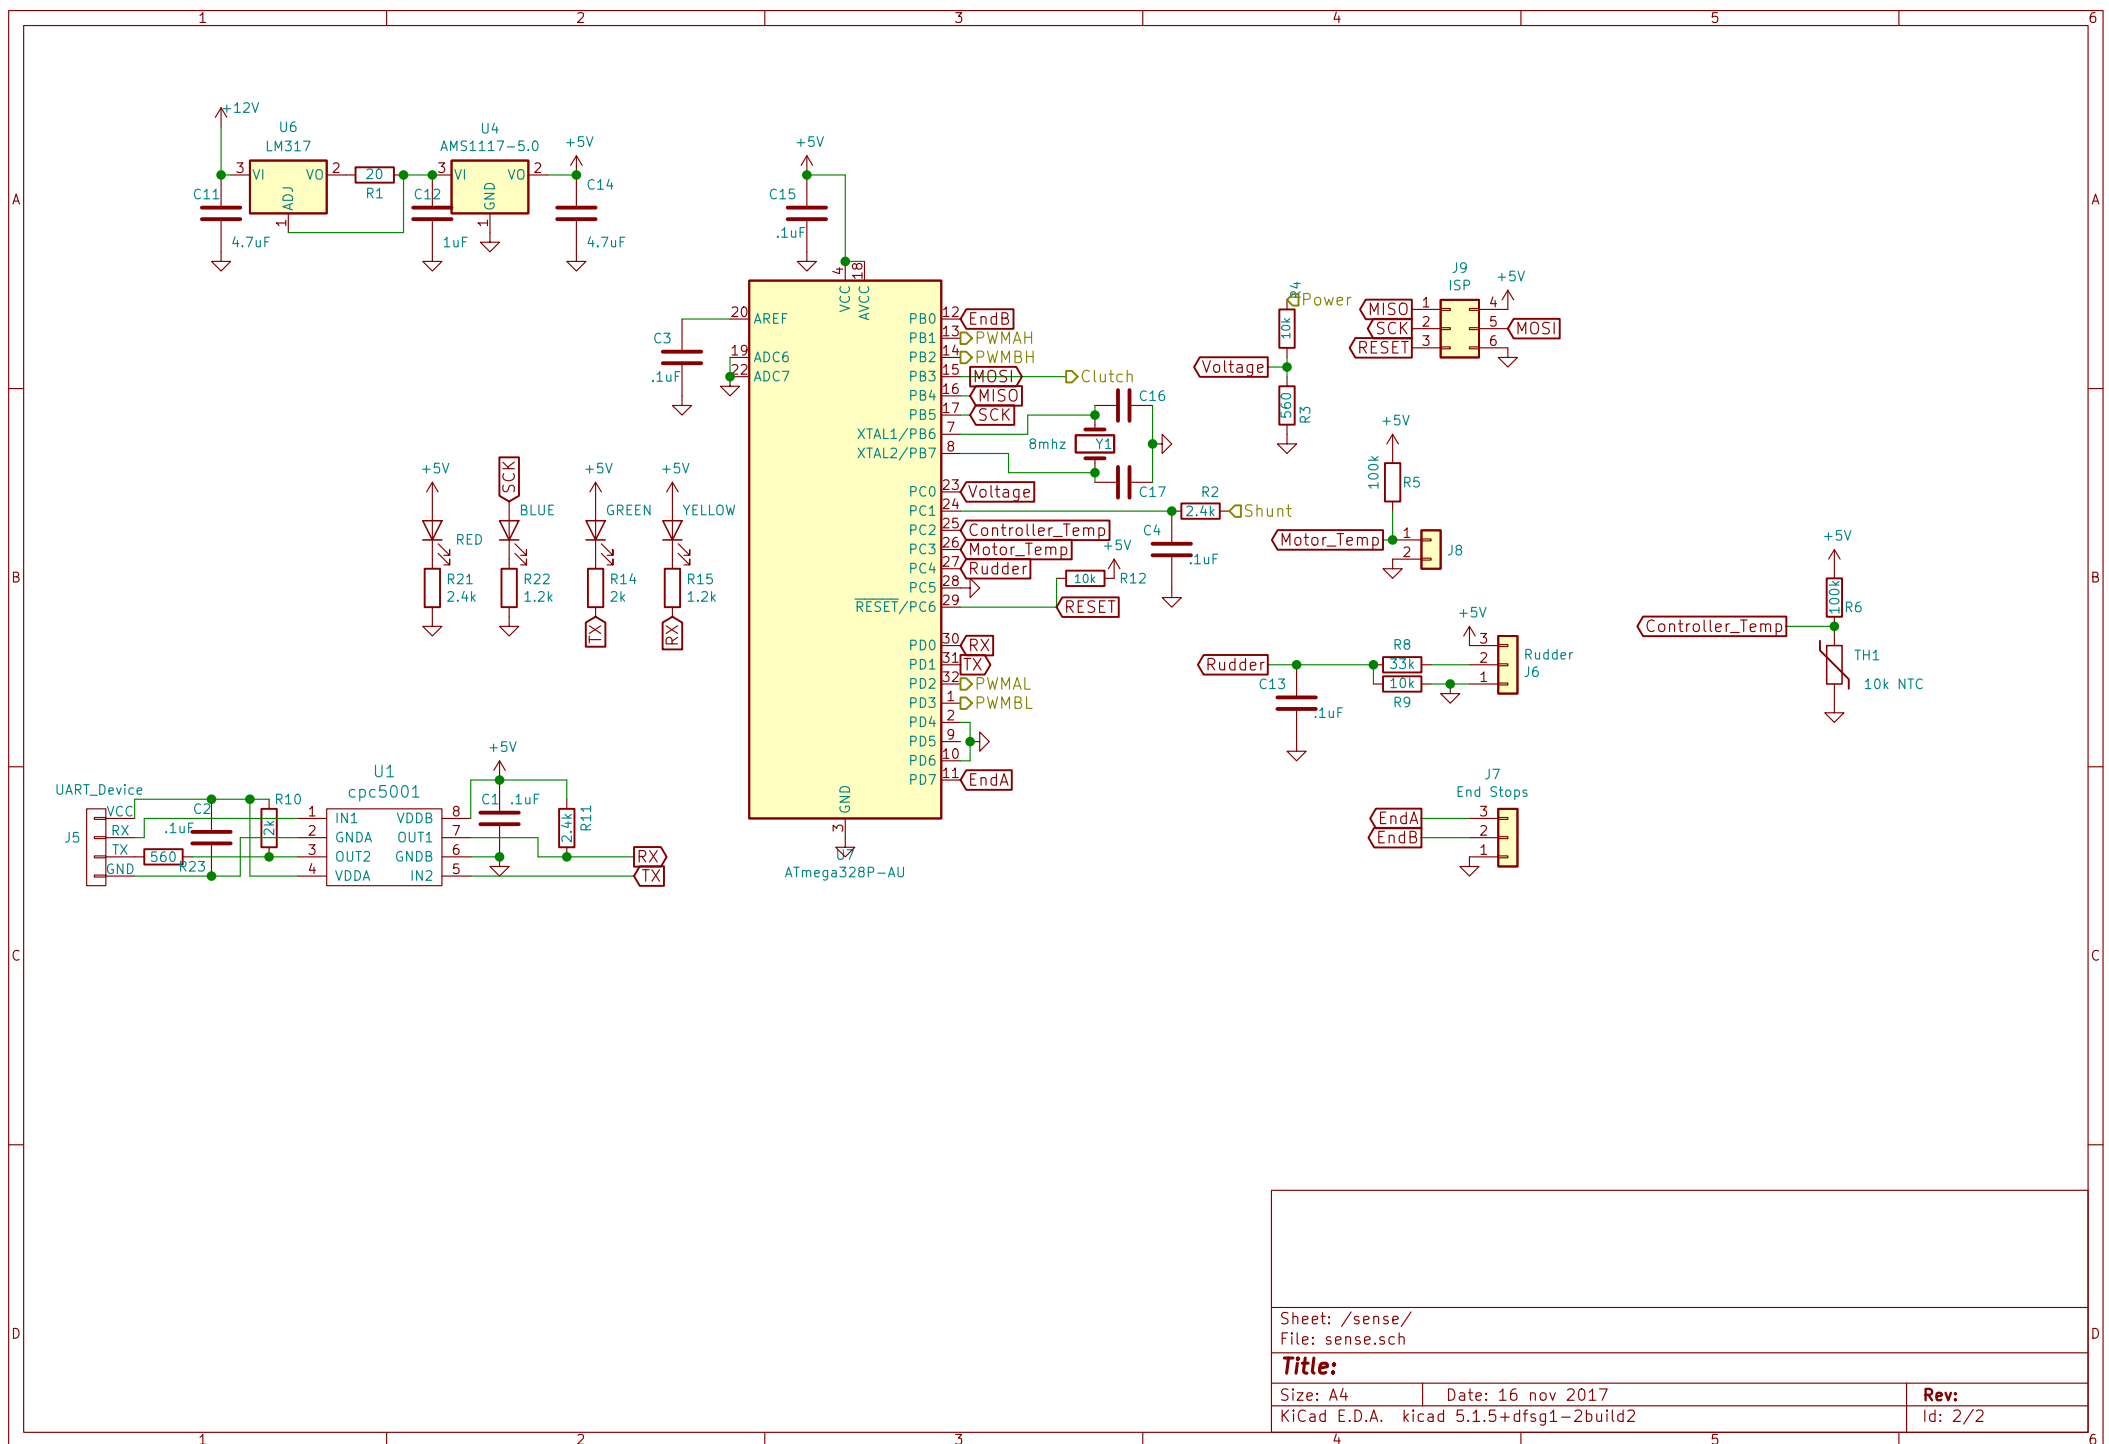 1 2 3 4 5 6
A
B
C
D
+12V
U6
LM317
3 VI VO 2
ADJ
1
C11
4.7uF
20
R1
C12
1uF
U4
AMS1117-5.0
3 VI VO 2
GND
1
+5V
C14
4.7uF
+5V
C15
.1uF
4 18
VCC AVCC
20 AREF
19 ADC6
22 ADC7
C3
.1uF
PB0 12 EndB
PB1 13 PWMAH
PB2 14 PWMBH
PB3 15 MOSI Clutch
PB4 16 MISO
PB5 17 SCK
XTAL1/PB6 7
XTAL2/PB7 8
8mhz Y1
C16
C17
PC0 23 Voltage
PC1 24
PC2 25 Controller_Temp
PC3 26 Motor_Temp
PC4 27 Rudder
PC5 28
RESET/PC6 29 RESET
R2
2.4k
Shunt
C4
.1uF
+5V
10k R12
PD0 30 RX
PD1 31 TX
PD2 32 PWMAL
PD3 1 PWMBL
PD4 2
PD5 9
PD6 10
PD7 11 EndA
GND
3
U7
ATmega328P-AU
R4
Power
10k
Voltage
560
R3
J9
ISP
+5V
MISO 1 4
SCK 2 5 MOSI
RESET 3 6
+5V
100k
R5
Motor_Temp 1
2
J8
+5V
100k
R6
Controller_Temp
TH1
10k NTC
+5V
Rudder
R8
33k
10k
R9
C13
.1uF
3
2
1
Rudder
J6
J7
End Stops
EndA 3
EndB 2
1
+5V
RED
R21
2.4k
SCK
BLUE
R22
1.2k
+5V
GREEN
R14
2k
TX
+5V
YELLOW
R15
1.2k
RX
UART_Device
J5
VCC
RX
TX
GND
C2
.1uF
560
R23
R10
2k
U1
cpc5001
1 IN1 VDDB 8
2 GNDA OUT1 7
3 OUT2 GNDB 6
4 VDDA IN2 5
+5V
C1 .1uF
2.4k
R11
RX
TX
Sheet: /sense/
File: sense.sch
Title:
Size: A4 Date: 16 nov 2017 Rev:
KiCad E.D.A. kicad 5.1.5+dfsg1-2build2 Id: 2/2
A
B
C
D
1 2 3 4 5 6